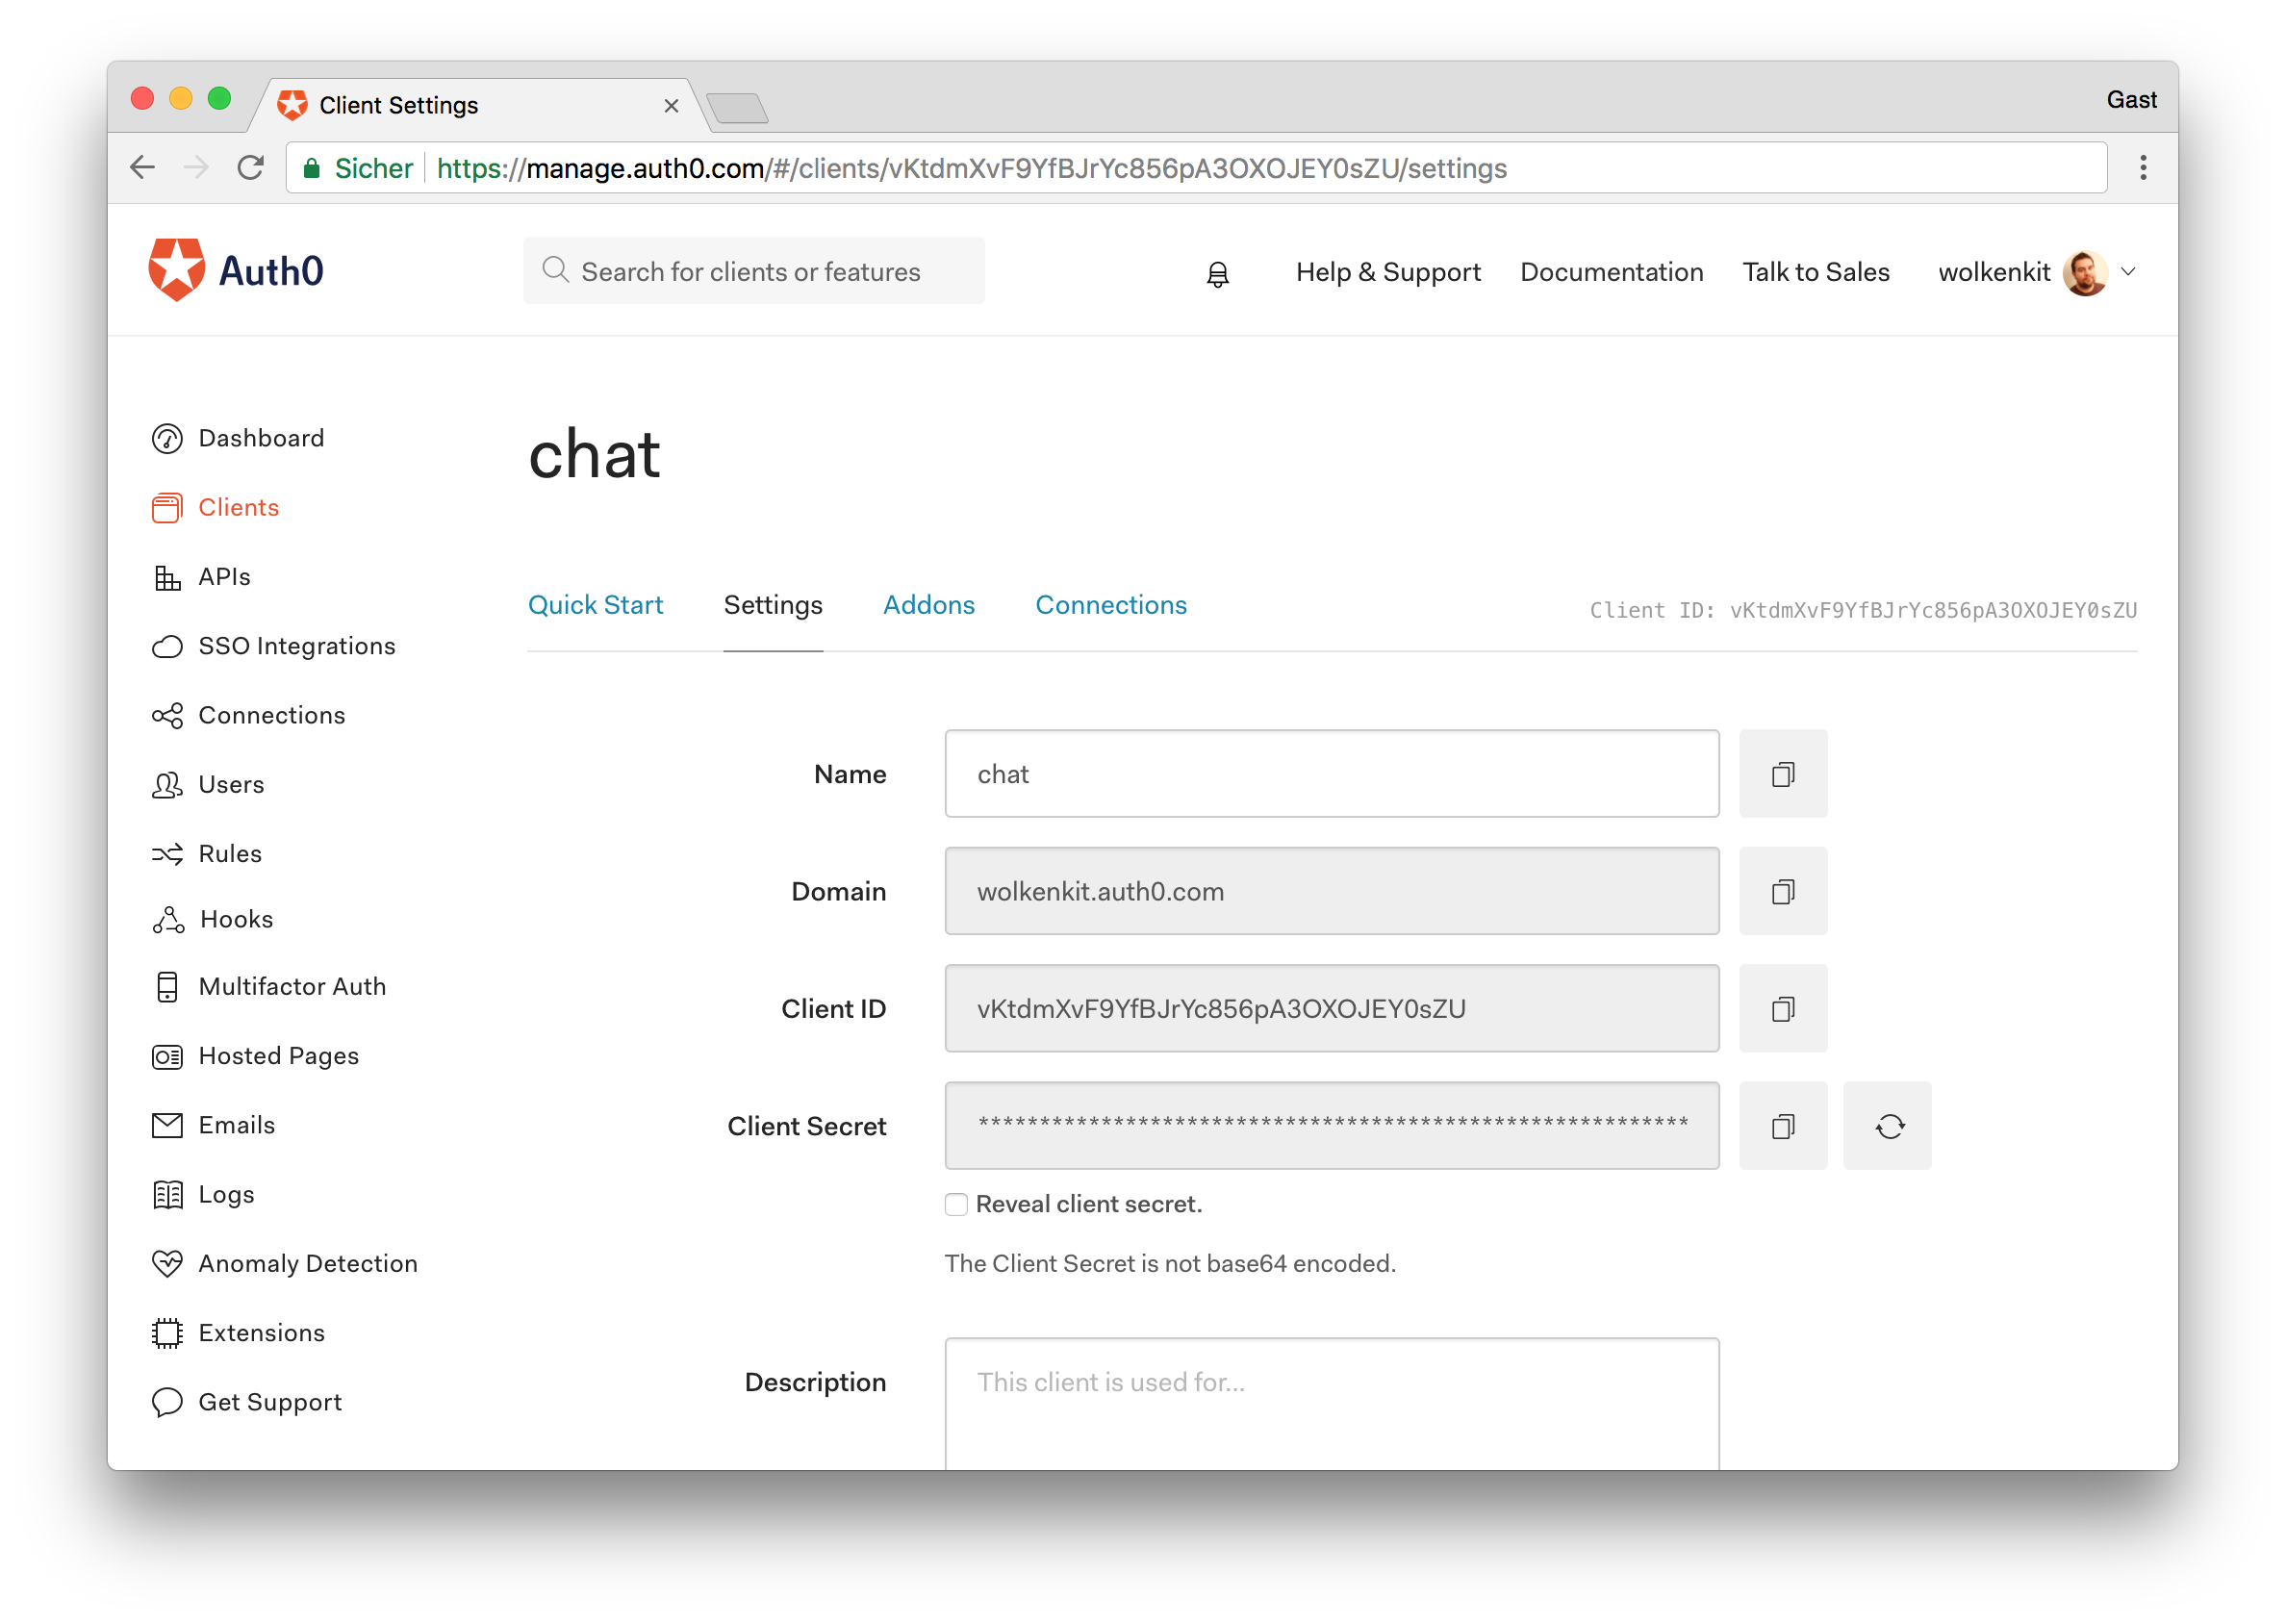 Client Settings
Gast
Sicher https://manage.auth0.com/#/clients/vKtdmXvF9YfBJrYc856pA3OXOJEY0sZU/settings
Auth0
Search for clients or features
Help & Support
Documentation
Talk to Sales
wolkenkit
Dashboard
Clients
APIs
SSO Integrations
Connections
Users
Rules
Hooks
Multifactor Auth
Hosted Pages
Emails
Logs
Anomaly Detection
Extensions
Get Support
chat
Quick Start
Settings
Addons
Connections
Client ID: vKtdmXvF9YfBJrYc856pA3OXOJEY0sZU
Name
chat
Domain
wolkenkit.auth0.com
Client ID
vKtdmXvF9YfBJrYc856pA3OXOJEY0sZU
Client Secret
**********************************************************
Reveal client secret.
The Client Secret is not base64 encoded.
Description
This client is used for...